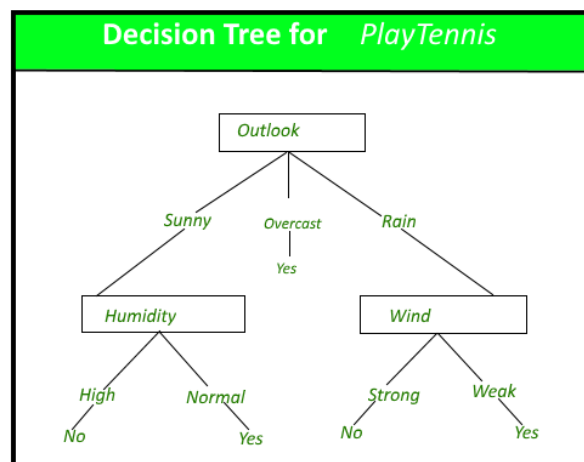 Decision Tree for PlayTennis
Outlook
Sunny Overcast Rain
Yes
Humidity Wind
High Normal Strong Weak
No Yes No Yes